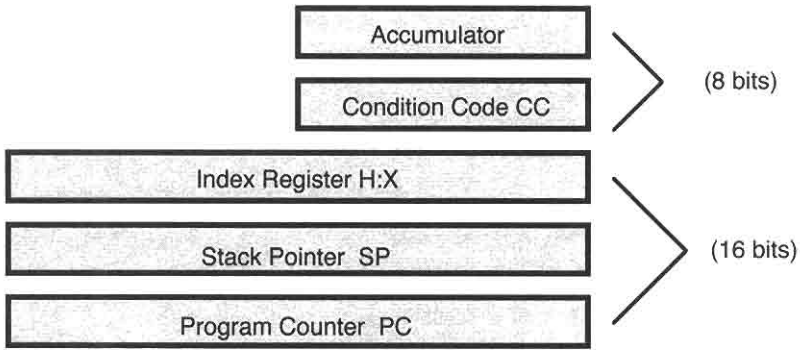 Accumulator
Condition Code CC
(8 bits)
Index Register H:X
Stack Pointer SP
Program Counter PC
(16 bits)